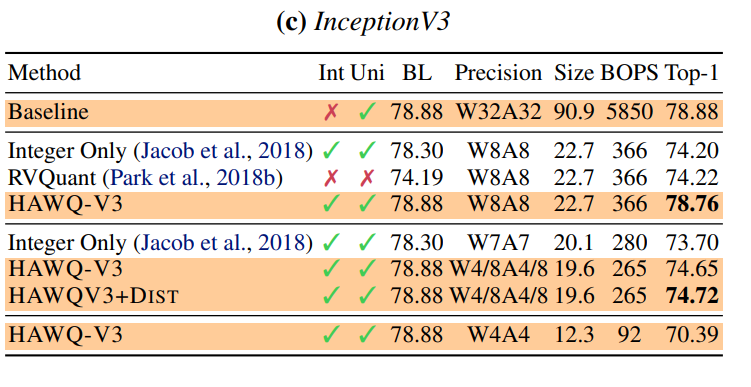 (c) InceptionV3
Method Int Uni BL Precision Size BOPS Top-1
Baseline ✗ ✓ 78.88 W32A32 90.9 5850 78.88
Integer Only (Jacob et al., 2018) ✓ ✓ 78.30 W8A8 22.7 366 74.20
RVQuant (Park et al., 2018b) ✗ ✗ 74.19 W8A8 22.7 366 74.22
HAWQ-V3 ✓ ✓ 78.88 W8A8 22.7 366 78.76
Integer Only (Jacob et al., 2018) ✓ ✓ 78.30 W7A7 20.1 280 73.70
HAWQ-V3 ✓ ✓ 78.88 W4/8A4/8 19.6 265 74.65
HAWQV3+DIST ✓ ✓ 78.88 W4/8A4/8 19.6 265 74.72
HAWQ-V3 ✓ ✓ 78.88 W4A4 12.3 92 70.39